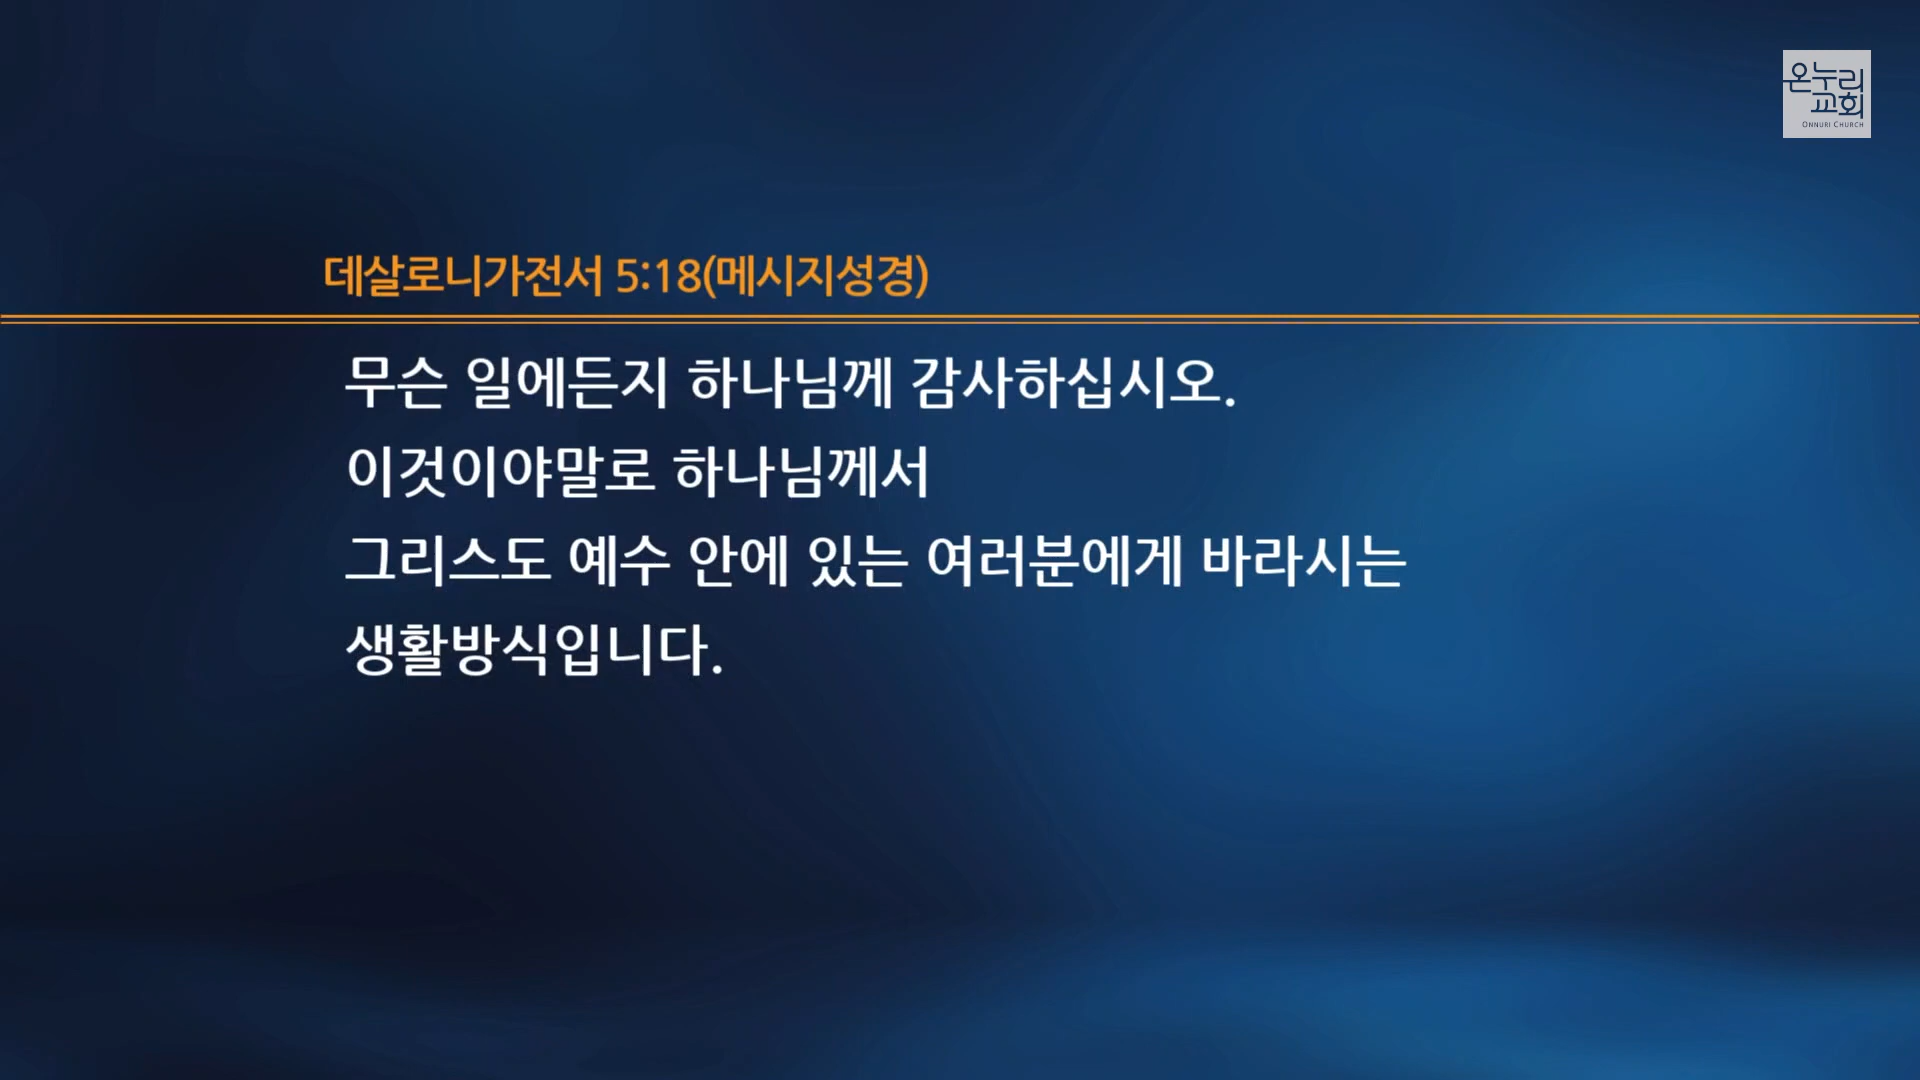 온누리
교회
ONNURI CHURCH
데살로니가전서 5:18(메시지성경)
무슨 일에든지 하나님께 감사하십시오.
이것이야말로 하나님께서
그리스도 예수 안에 있는 여러분에게 바라시는
생활방식입니다.